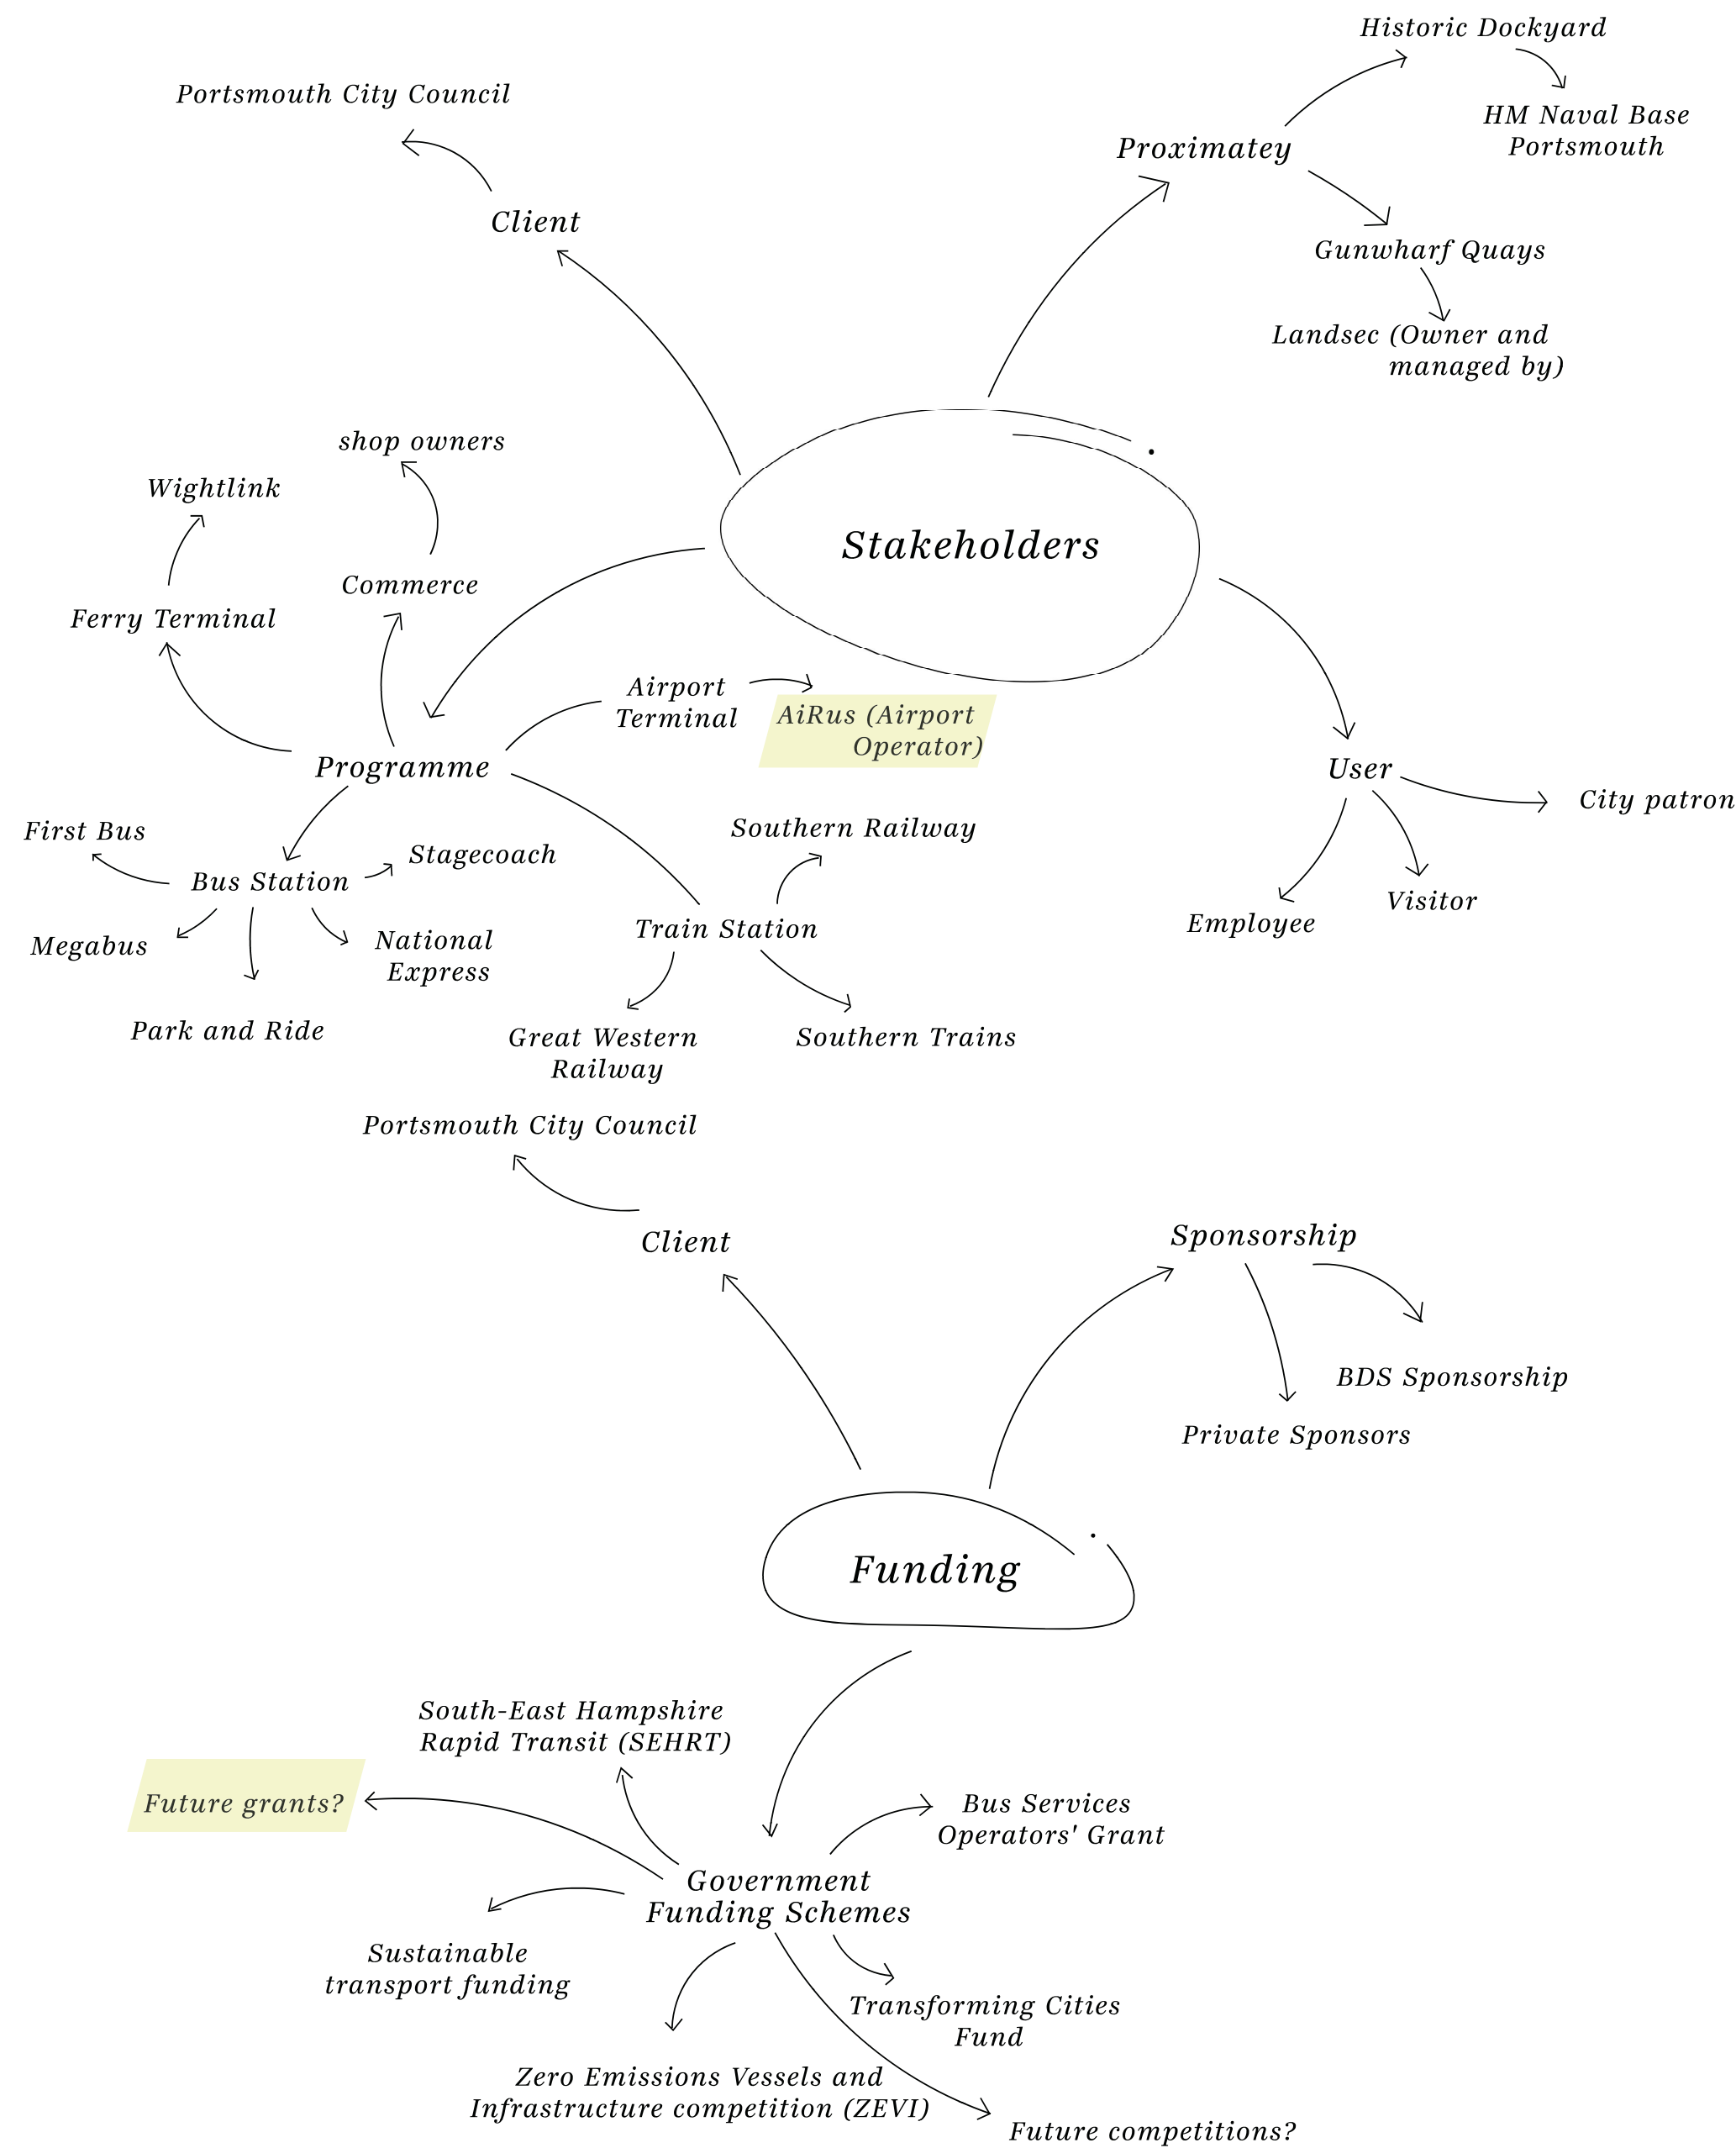 Historic Dockyard
Portsmouth City Council
HM Naval Base
Portsmouth
Proximatey
Client
Gunwharf Quays
Landsec (Owner and
managed by)
shop owners
Wightlink
Stakeholders
Commerce
Ferry Terminal
Airport
Terminal
AiRus (Airport
Operator)
Programme
User
City patron
First Bus
Southern Railway
Stagecoach
Bus Station
Visitor
Employee
Train Station
Megabus
National
Express
Park and Ride
Great Western
Railway
Southern Trains
Portsmouth City Council
Client
Sponsorship
BDS Sponsorship
Private Sponsors
Funding
South-East Hampshire
Rapid Transit (SEHRT)
Future grants?
Bus Services
Operators' Grant
Government
Funding Schemes
Sustainable
transport funding
Transforming Cities
Fund
Zero Emissions Vessels and
Infrastructure competition (ZEVI)
Future competitions?